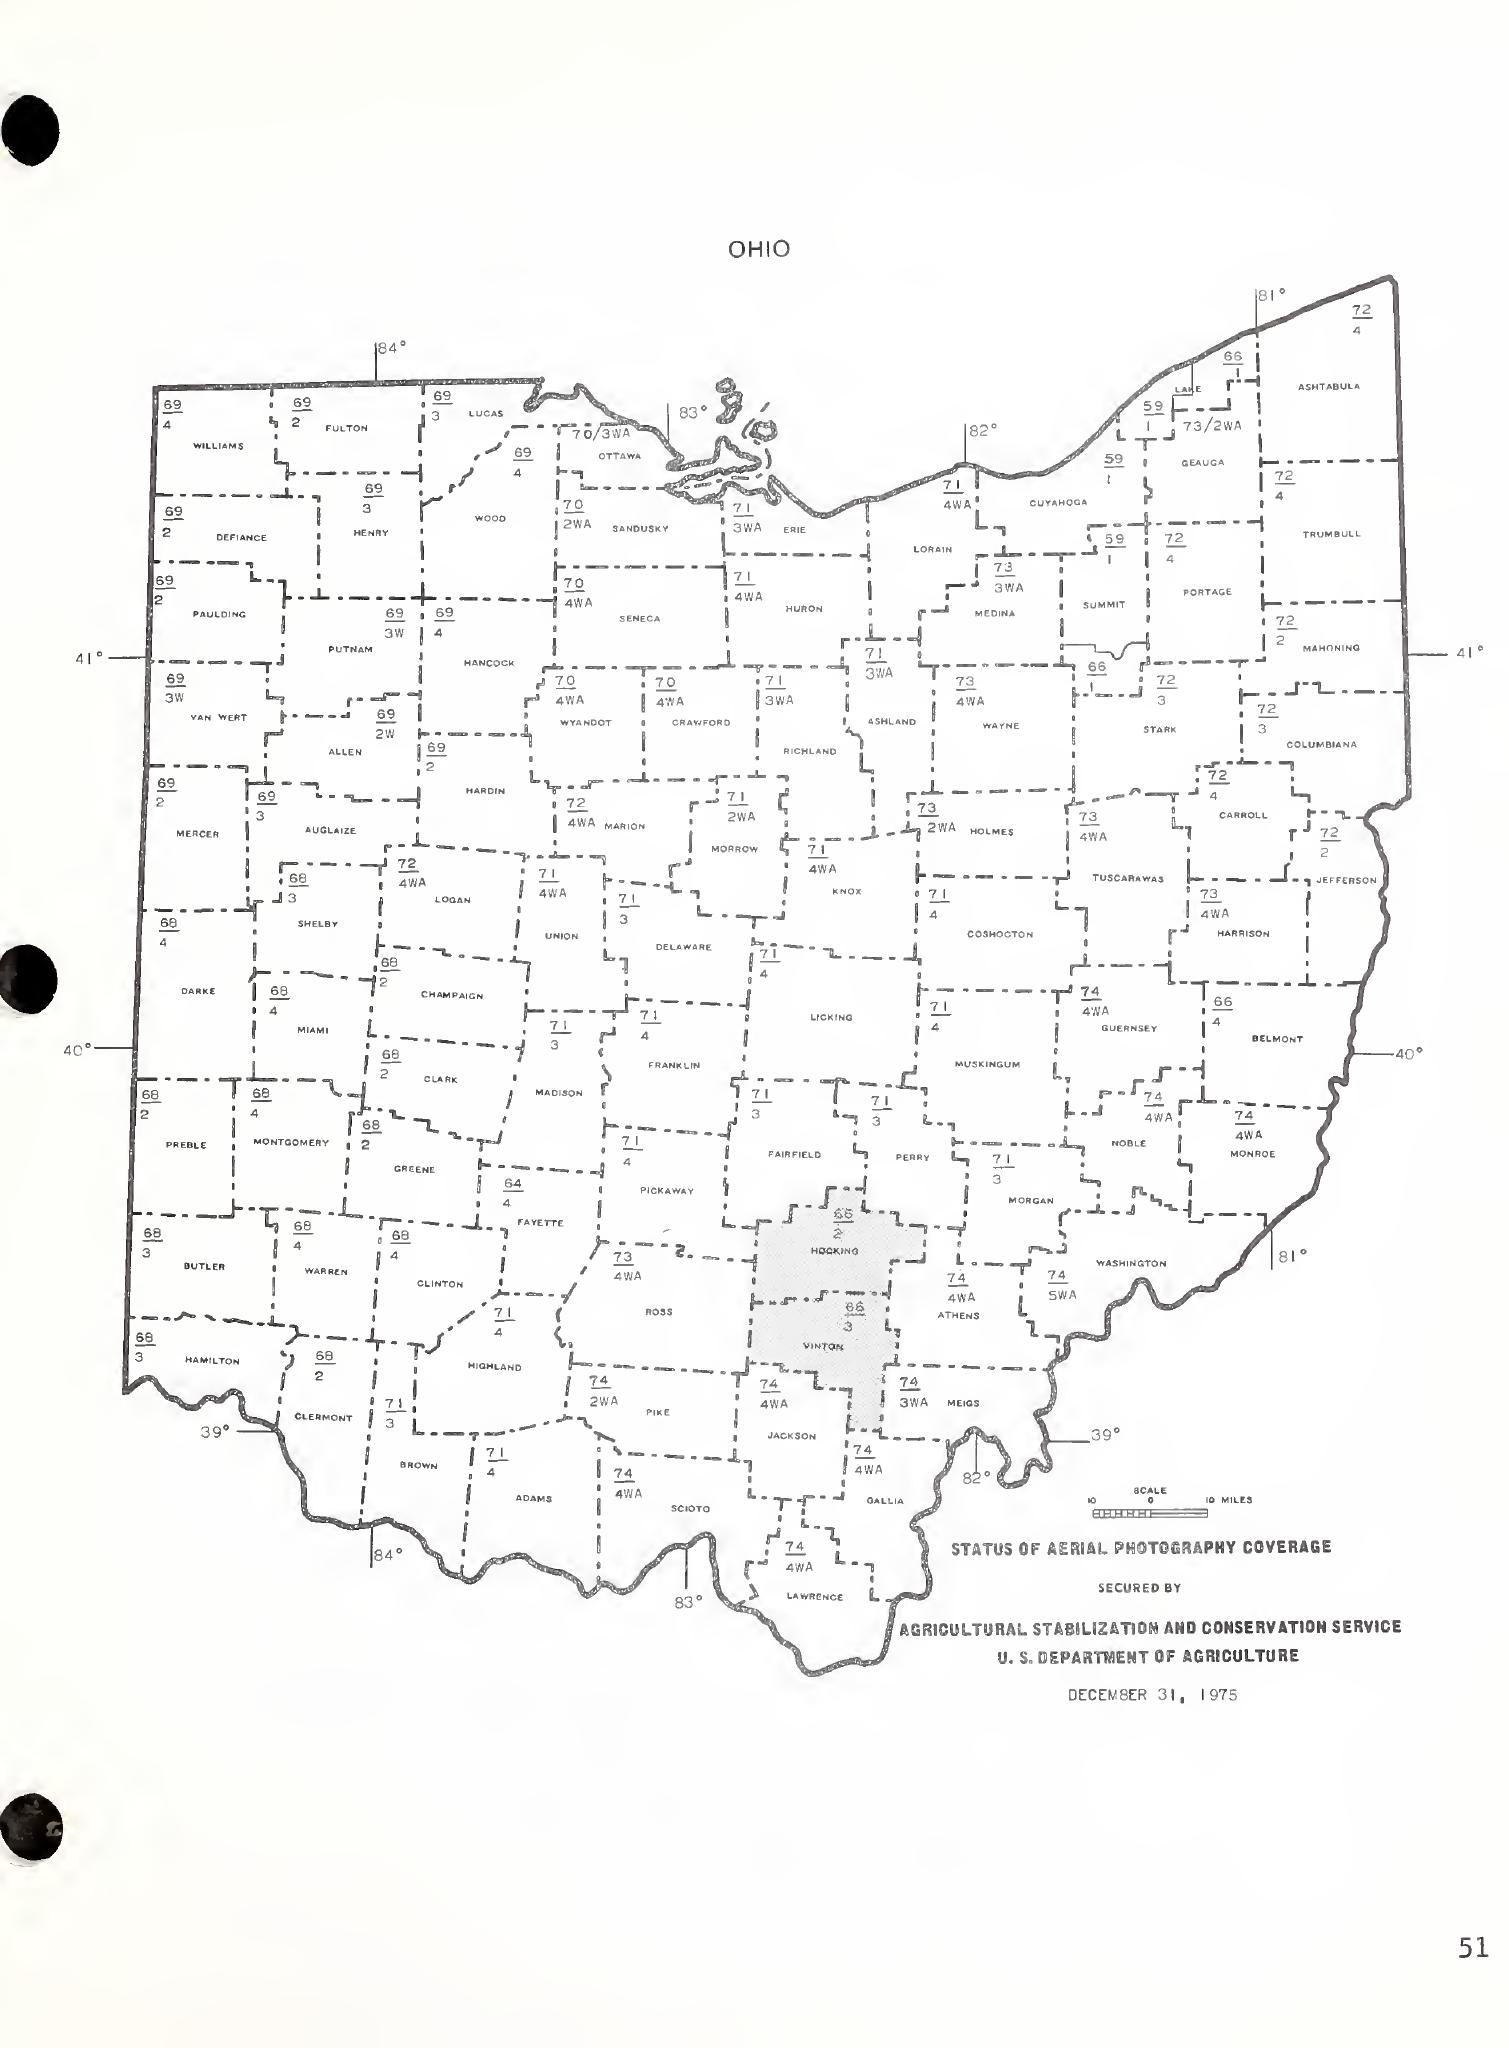 OHIO
81°
72
4
84°
66
1
LAKE
ASHTABULA
69
4
69
2
69
3
LUCAS
83°
59
1
73/2WA
FULTON
WILLIAMS
70/3WA
82°
OTTAWA
69
4
GEAUGA
59
1
69
3
71
4WA
72
4
CUYAHOGA
69
2
WOOD
70
2WA
SANDUSKY
71
3WA
ERIE
DEFIANCE
HENRY
TRUMBULL
59
1
72
4
LORAIN
69
2
70
4WA
71
4WA
73
3WA
PORTAGE
PAULDING
69
3W
69
4
SENECA
HURON
MEDINA
SUMMIT
72
2
41°
PUTNAM
HANCOCK
MAHONING
41°
71
3WA
66
1
69
3W
70
4WA
70
4WA
71
3WA
73
4WA
72
3
VAN WERT
69
2W
WYANDOT
CRAWFORD
ASHLAND
WAYNE
STARK
72
3
ALLEN
69
2
RICHLAND
COLUMBIANA
69
2
69
3
HARDIN
72
4
71
2WA
72
4WA
MARION
73
2WA
HOLMES
73
4WA
CARROLL
MERCER
AUGLAIZE
MORROW
72
2
71
4WA
72
4WA
68
3
71
4WA
KNOX
TUSCARAWAS
JEFFERSON
LOGAN
71
3
71
4
73
4WA
SHELBY
68
4
UNION
DELAWARE
COSHOCTON
HARRISON
68
2
71
4
DARKE
68
4
CHAMPAIGN
74
4WA
66
4
MIAMI
71
3
71
4
LICKING
71
4
GUERNSEY
BELMONT
40°
68
2
CLARK
FRANKLIN
MUSKINGUM
40°
68
2
68
4
MADISON
71
3
71
3
74
4WA
74
4WA
68
2
PREBLE
MONTGOMERY
71
4
FAIRFIELD
PERRY
NOBLE
MONROE
GREENE
71
3
64
4
PICKAWAY
MORGAN
68
3
68
4
68
4
FAYETTE
66
2
BUTLER
WARREN
CLINTON
73
4WA
HOCKING
WASHINGTON
81°
74
4WA
74
5WA
71
4
ROSS
66
3
ATHENS
68
3
HAMILTON
68
2
HIGHLAND
VINTON
74
2WA
74
4WA
74
3WA
MEIGS
CLERMONT
71
3
PIKE
39°
JACKSON
39°
BROWN
71
4
74
4WA
74
4WA
82°
ADAMS
SCIOTO
GALLIA
SCALE
10 0 10 MILES
84°
74
4WA
STATUS OF AERIAL PHOTOGRAPHY COVERAGE
SECURED BY
83°
LAWRENCE
AGRICULTURAL STABILIZATION AND CONSERVATION SERVICE
U. S. DEPARTMENT OF AGRICULTURE
DECEMBER 31, 1975
51